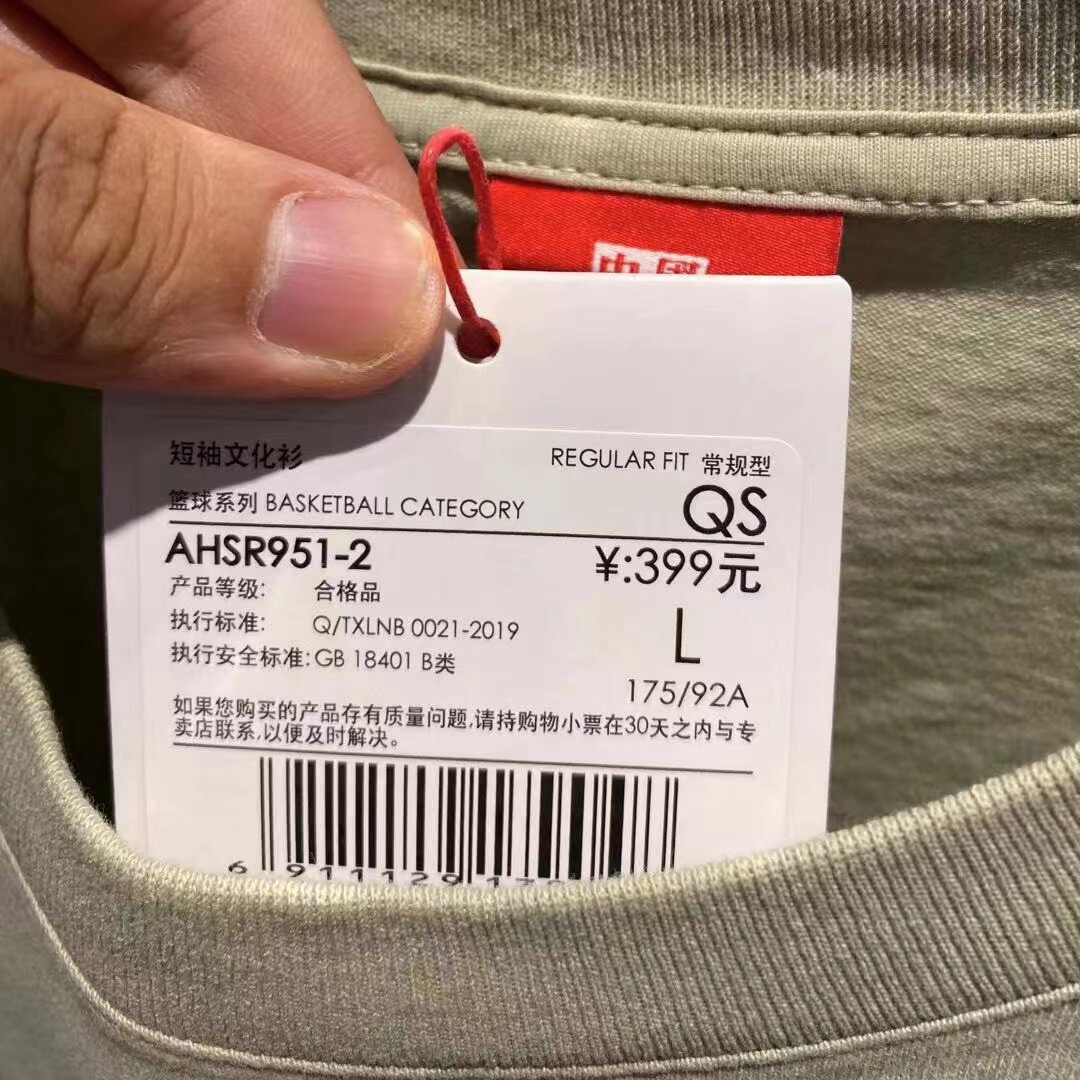 中國
短袖文化衫
REGULAR FIT 常规型
篮球系列 BASKETBALL CATEGORY
QS
AHSR951-2
¥:399元
产品等级: 合格品
执行标准: Q/TXLNB 0021-2019
L
执行安全标准: GB 18401 B类
175/92A
如果您购买的产品存有质量问题,请持购物小票在30天之内与专
卖店联系,以便及时解决。
6 911129